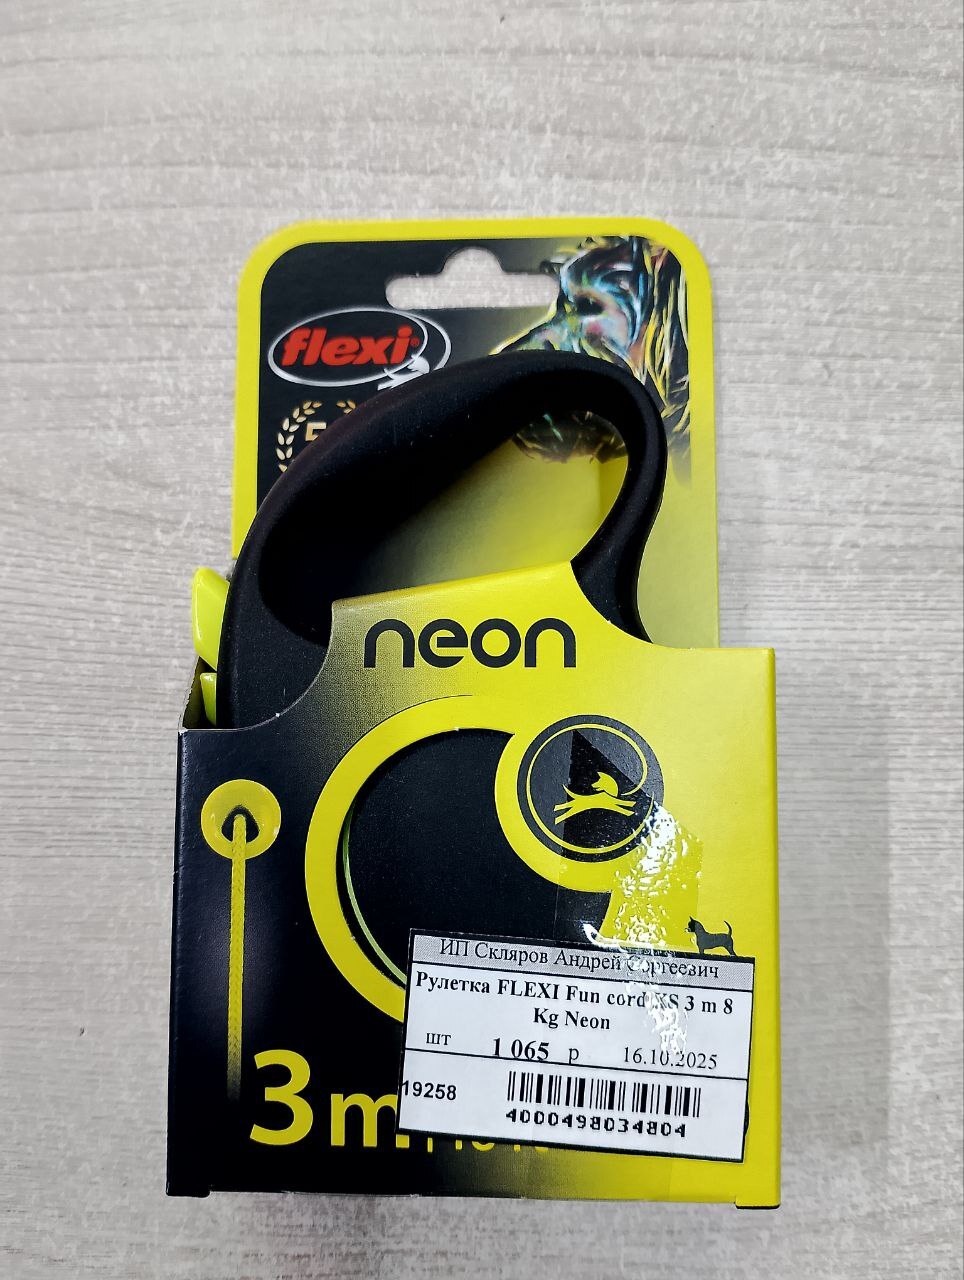 flexi®
neon
ИП Скляров Андрей Сергеевич
Рулетка FLEXI Fun cord XS 3 m 8
Kg Neon
шт 1 065 р 16.10.2025
19258
4000498034804
3 m